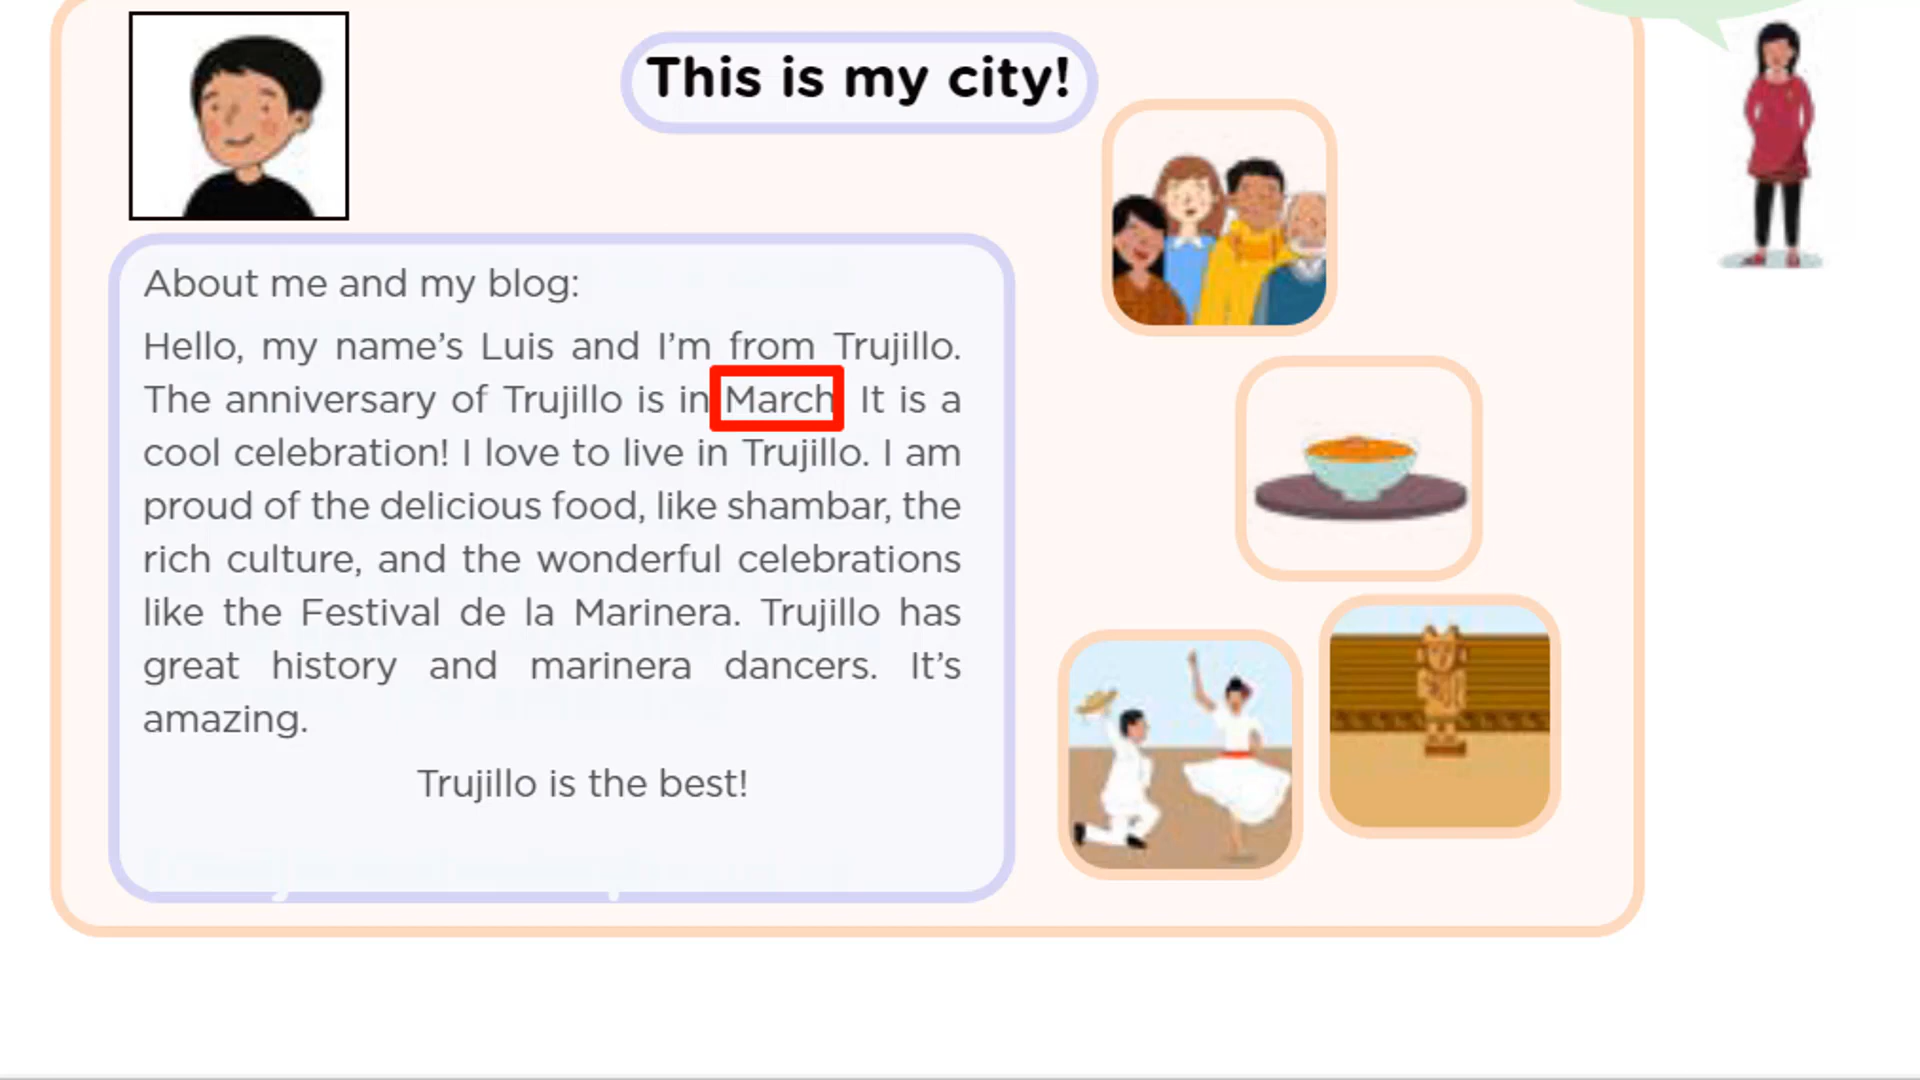 This is my city!
About me and my blog:
Hello, my name's Luis and I'm from Trujillo.
The anniversary of Trujillo is in March It is a
cool celebration! I love to live in Trujillo. I am
proud of the delicious food, like shambar, the
rich culture, and the wonderful celebrations
like the Festival de la Marinera. Trujillo has
great history and marinera dancers. It's
amazing.
Trujillo is the best!